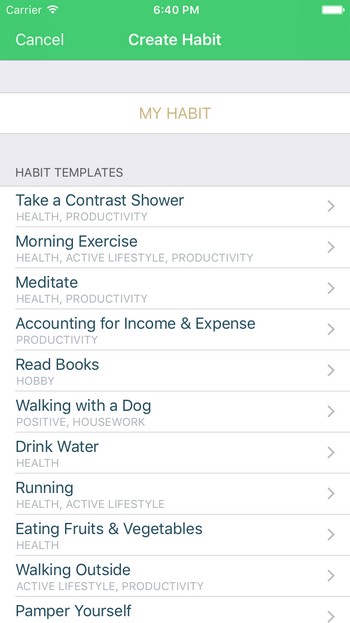 Carrier 6:40 PM
Cancel Create Habit
MY HABIT
HABIT TEMPLATES
Take a Contrast Shower
HEALTH, PRODUCTIVITY
Morning Exercise
HEALTH, ACTIVE LIFESTYLE, PRODUCTIVITY
Meditate
HEALTH, PRODUCTIVITY
Accounting for Income & Expense
PRODUCTIVITY
Read Books
HOBBY
Walking with a Dog
POSITIVE, HOUSEWORK
Drink Water
HEALTH
Running
HEALTH, ACTIVE LIFESTYLE
Eating Fruits & Vegetables
HEALTH
Walking Outside
ACTIVE LIFESTYLE, PRODUCTIVITY
Pamper Yourself